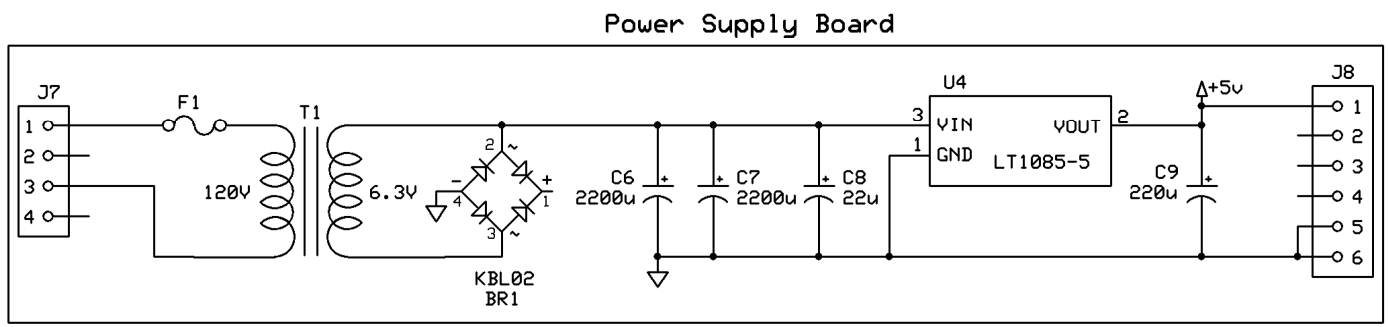 Power Supply Board
J7
1
2
3
4
F1
T1
120V
6.3V
2 ~
- +
4 1
3 ~
KBL02
BR1
C6
2200u
+
C7
2200u
+
C8
22u
+
U4
3 VIN VOUT 2
1 GND
LT1085-5
+5v
C9
220u
+
J8
1
2
3
4
5
6